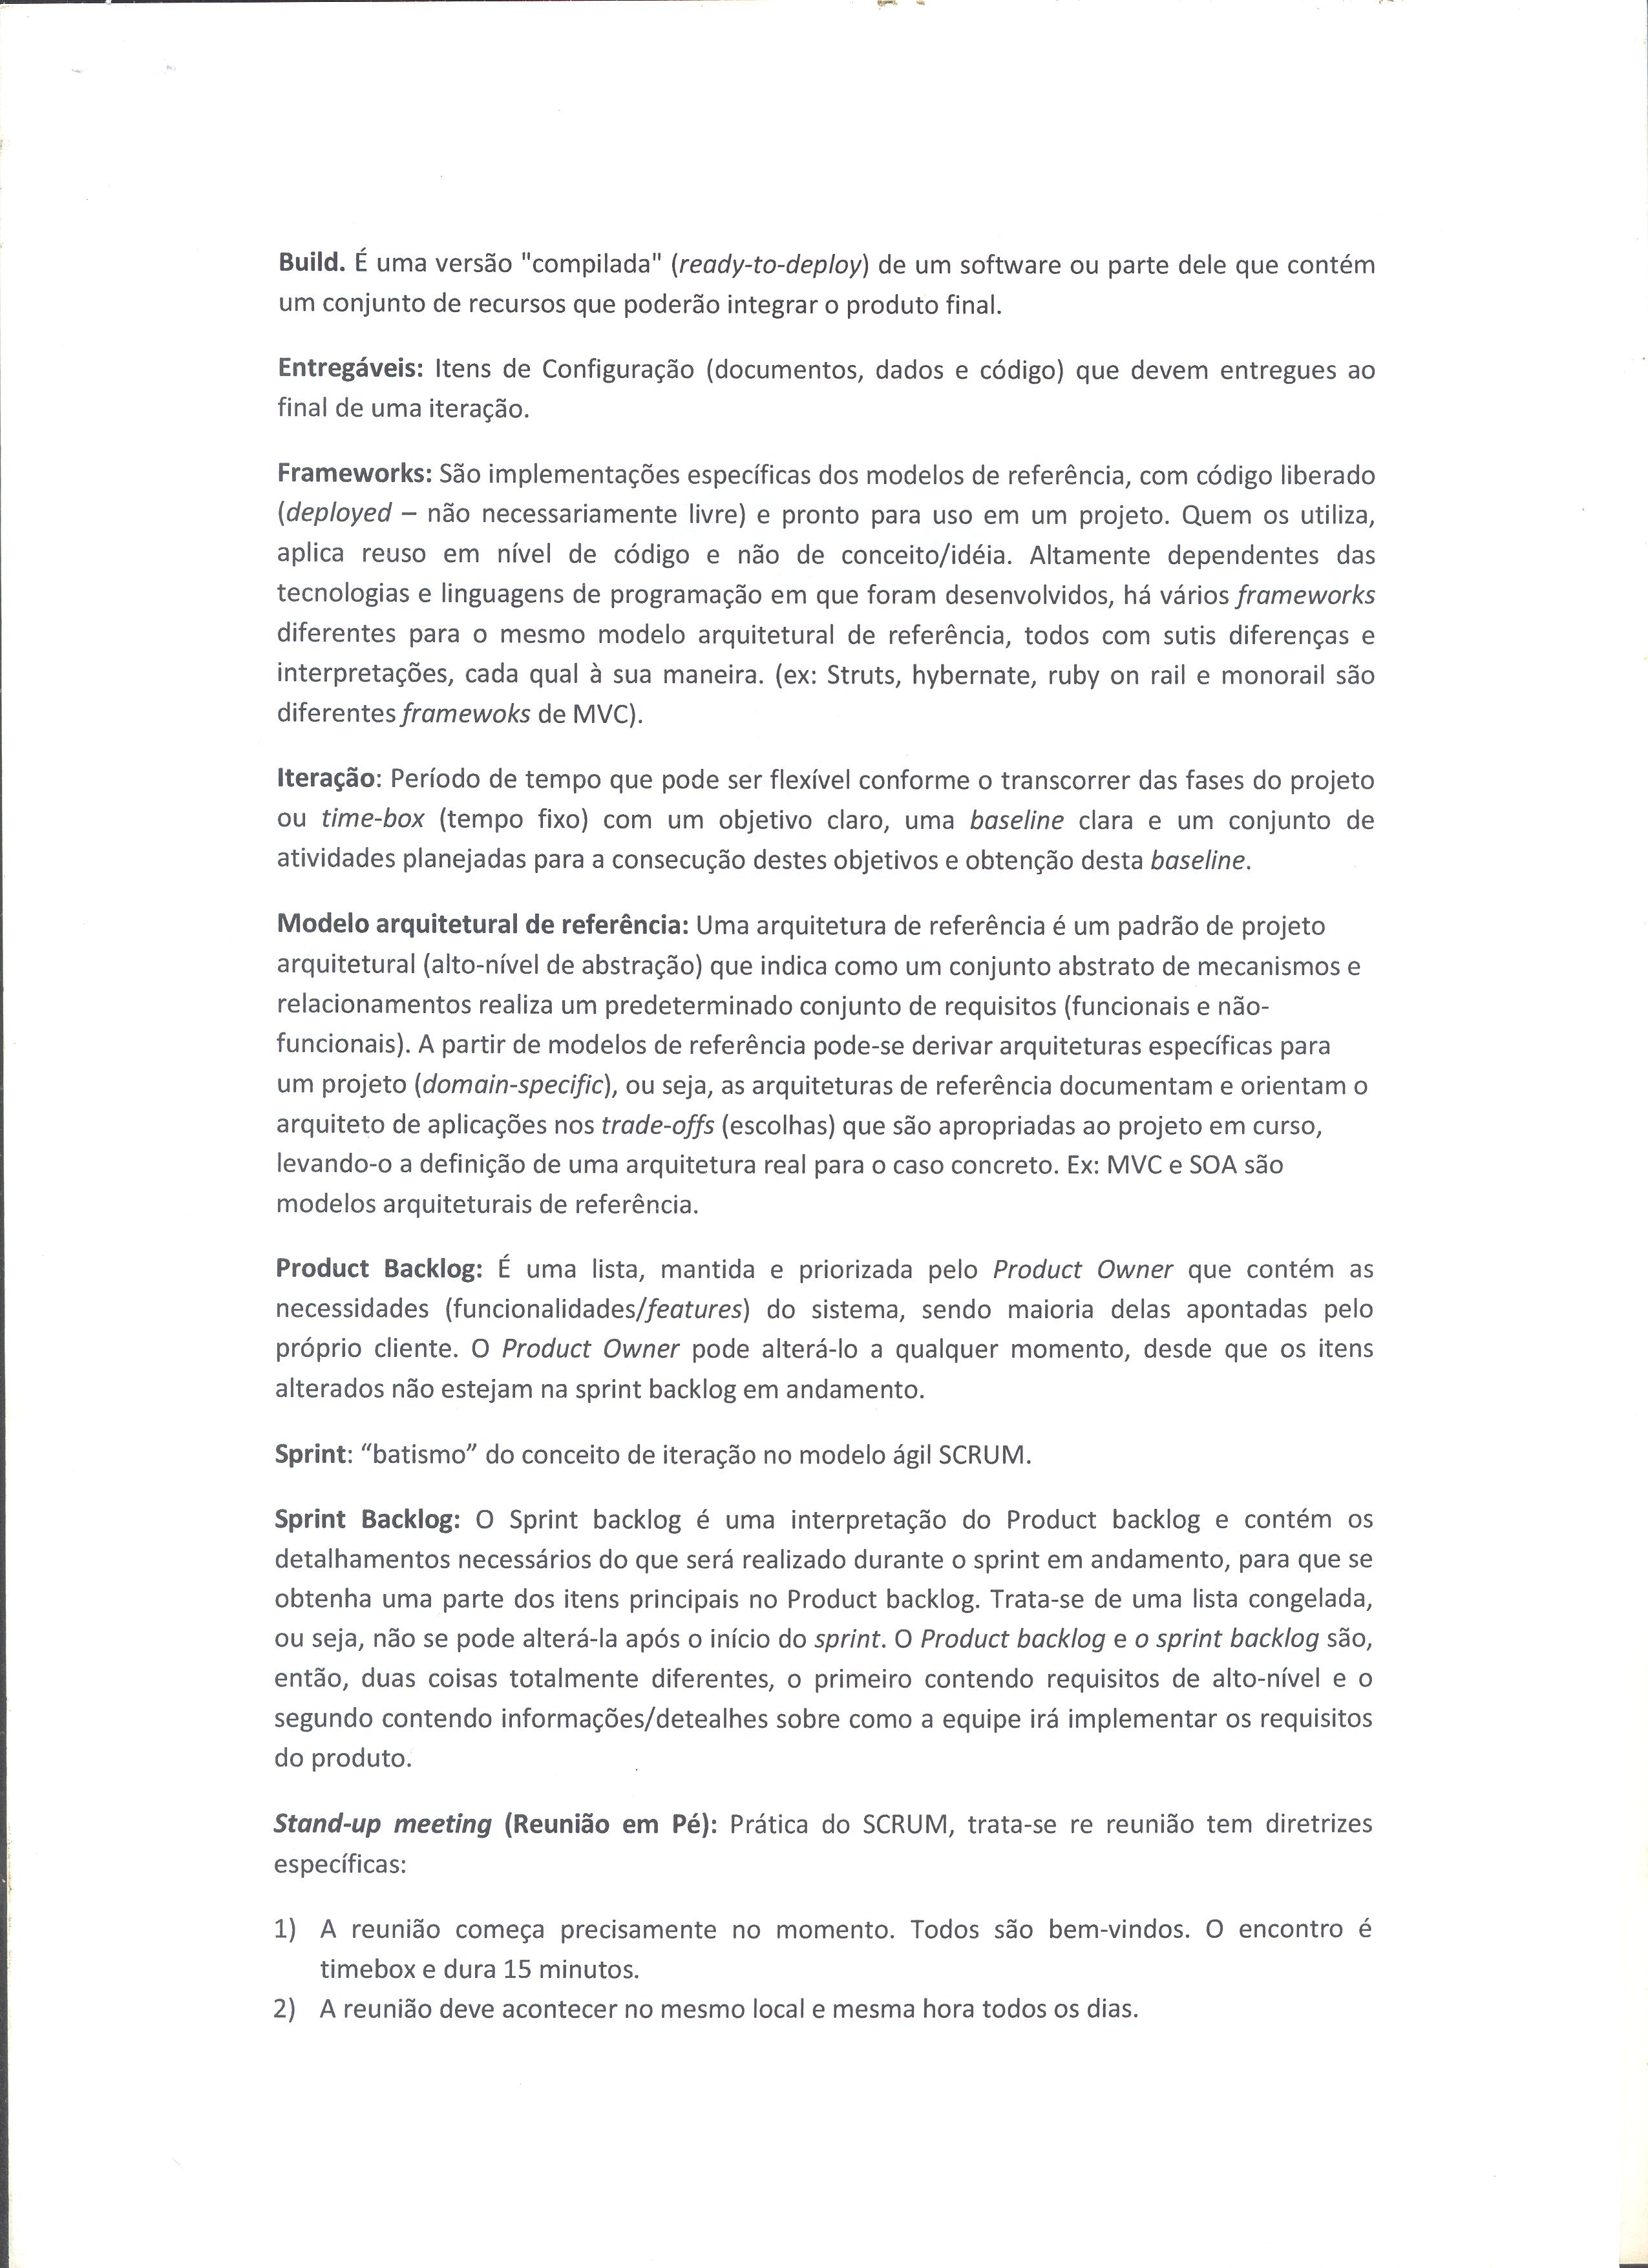 Build. É uma versão "compilada" (ready-to-deploy) de um software ou parte dele que contém
um conjunto de recursos que poderão integrar o produto final.
Entregáveis: Itens de Configuração (documentos, dados e código) que devem entregues ao
final de uma iteração.
Frameworks: São implementações específicas dos modelos de referência, com código liberado
(deployed – não necessariamente livre) e pronto para uso em um projeto. Quem os utiliza,
aplica reuso em nível de código e não de conceito/idéia. Altamente dependentes das
tecnologias e linguagens de programação em que foram desenvolvidos, há vários frameworks
diferentes para o mesmo modelo arquitetural de referência, todos com sutis diferenças e
interpretações, cada qual à sua maneira. (ex: Struts, hybernate, ruby on rail e monorail são
diferentes framewoks de MVC).
Iteração: Período de tempo que pode ser flexível conforme o transcorrer das fases do projeto
ou time-box (tempo fixo) com um objetivo claro, uma baseline clara e um conjunto de
atividades planejadas para a consecução destes objetivos e obtenção desta baseline.
Modelo arquitetural de referência: Uma arquitetura de referência é um padrão de projeto
arquitetural (alto-nível de abstração) que indica como um conjunto abstrato de mecanismos e
relacionamentos realiza um predeterminado conjunto de requisitos (funcionais e não-
funcionais). A partir de modelos de referência pode-se derivar arquiteturas específicas para
um projeto (domain-specific), ou seja, as arquiteturas de referência documentam e orientam o
arquiteto de aplicações nos trade-offs (escolhas) que são apropriadas ao projeto em curso,
levando-o a definição de uma arquitetura real para o caso concreto. Ex: MVC e SOA são
modelos arquiteturais de referência.
Product Backlog: É uma lista, mantida e priorizada pelo Product Owner que contém as
necessidades (funcionalidades/features) do sistema, sendo maioria delas apontadas pelo
próprio cliente. O Product Owner pode alterá-lo a qualquer momento, desde que os itens
alterados não estejam na sprint backlog em andamento.
Sprint: “batismo” do conceito de iteração no modelo ágil SCRUM.
Sprint Backlog: O Sprint backlog é uma interpretação do Product backlog e contém os
detalhamentos necessários do que será realizado durante o sprint em andamento, para que se
obtenha uma parte dos itens principais no Product backlog. Trata-se de uma lista congelada,
ou seja, não se pode alterá-la após o início do sprint. O Product backlog e o sprint backlog são,
então, duas coisas totalmente diferentes, o primeiro contendo requisitos de alto-nível e o
segundo contendo informações/detealhes sobre como a equipe irá implementar os requisitos
do produto.
Stand-up meeting (Reunião em Pé): Prática do SCRUM, trata-se re reunião tem diretrizes
específicas:
1) A reunião começa precisamente no momento. Todos são bem-vindos. O encontro é
timebox e dura 15 minutos.
2) A reunião deve acontecer no mesmo local e mesma hora todos os dias.